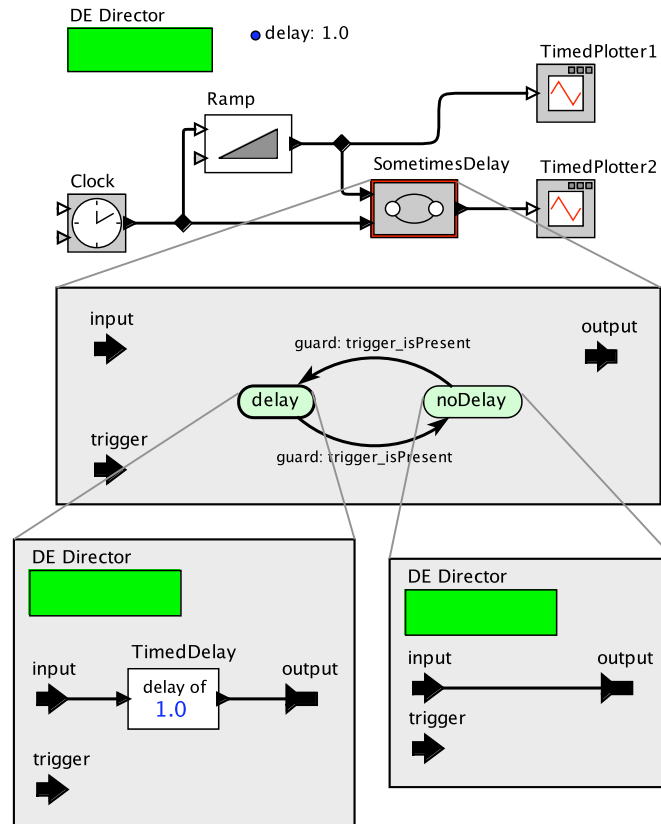 DE Director
delay: 1.0
TimedPlotter1
Ramp
SometimesDelay
TimedPlotter2
Clock
input
output
guard: trigger_isPresent
delay
noDelay
trigger
guard: trigger_isPresent
DE Director
TimedDelay
input
delay of
1.0
output
trigger
DE Director
input
output
trigger